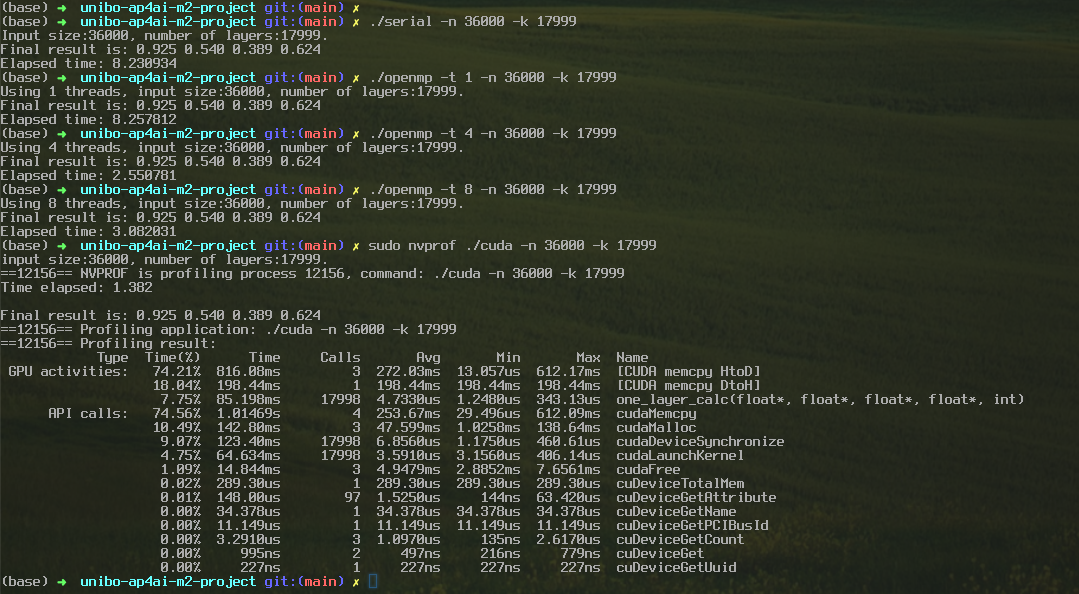 (base) ➜  unibo-ap4ai-m2-project git:(main) ✗
(base) ➜  unibo-ap4ai-m2-project git:(main) ✗ ./serial -n 36000 -k 17999
Input size:36000, number of layers:17999.
Final result is: 0.925 0.540 0.389 0.624
Elapsed time: 8.230934
(base) ➜  unibo-ap4ai-m2-project git:(main) ✗ ./openmp -t 1 -n 36000 -k 17999
Using 1 threads, input size:36000, number of layers:17999.
Final result is: 0.925 0.540 0.389 0.624
Elapsed time: 8.257812
(base) ➜  unibo-ap4ai-m2-project git:(main) ✗ ./openmp -t 4 -n 36000 -k 17999
Using 4 threads, input size:36000, number of layers:17999.
Final result is: 0.925 0.540 0.389 0.624
Elapsed time: 2.550781
(base) ➜  unibo-ap4ai-m2-project git:(main) ✗ ./openmp -t 8 -n 36000 -k 17999
Using 8 threads, input size:36000, number of layers:17999.
Final result is: 0.925 0.540 0.389 0.624
Elapsed time: 3.082031
(base) ➜  unibo-ap4ai-m2-project git:(main) ✗ sudo nvprof ./cuda -n 36000 -k 17999
input size:36000, number of layers:17999.
==12156== NVPROF is profiling process 12156, command: ./cuda -n 36000 -k 17999
Time elapsed: 1.382
Final result is: 0.925 0.540 0.389 0.624
==12156== Profiling application: ./cuda -n 36000 -k 17999
==12156== Profiling result:
            Type  Time(%)      Time     Calls       Avg       Min       Max  Name
 GPU activities:   74.21%  816.08ms         3  272.03ms  13.057us  612.17ms  [CUDA memcpy HtoD]
                   18.04%  198.44ms         1  198.44ms  198.44ms  198.44ms  [CUDA memcpy DtoH]
                    7.75%  85.198ms     17998  4.7330us  1.2480us  343.13us  one_layer_calc(float*, float*, float*, float*, int)
      API calls:   74.56%  1.01469s         4  253.67ms  29.496us  612.09ms  cudaMemcpy
                   10.49%  142.80ms         3  47.599ms  1.0258ms  138.64ms  cudaMalloc
                    9.07%  123.40ms     17998  6.8560us  1.1750us  460.61us  cudaDeviceSynchronize
                    4.75%  64.634ms     17998  3.5910us  3.1560us  406.14us  cudaLaunchKernel
                    1.09%  14.844ms         3  4.9479ms  2.8852ms  7.6561ms  cudaFree
                    0.02%  289.30us         1  289.30us  289.30us  289.30us  cuDeviceTotalMem
                    0.01%  148.00us        97  1.5250us     144ns  63.420us  cuDeviceGetAttribute
                    0.00%  34.378us         1  34.378us  34.378us  34.378us  cuDeviceGetName
                    0.00%  11.149us         1  11.149us  11.149us  11.149us  cuDeviceGetPCIBusId
                    0.00%  3.2910us         3  1.0970us     135ns  2.6170us  cuDeviceGetCount
                    0.00%     995ns         2     497ns     216ns     779ns  cuDeviceGet
                    0.00%     227ns         1     227ns     227ns     227ns  cuDeviceGetUuid
(base) ➜  unibo-ap4ai-m2-project git:(main) ✗